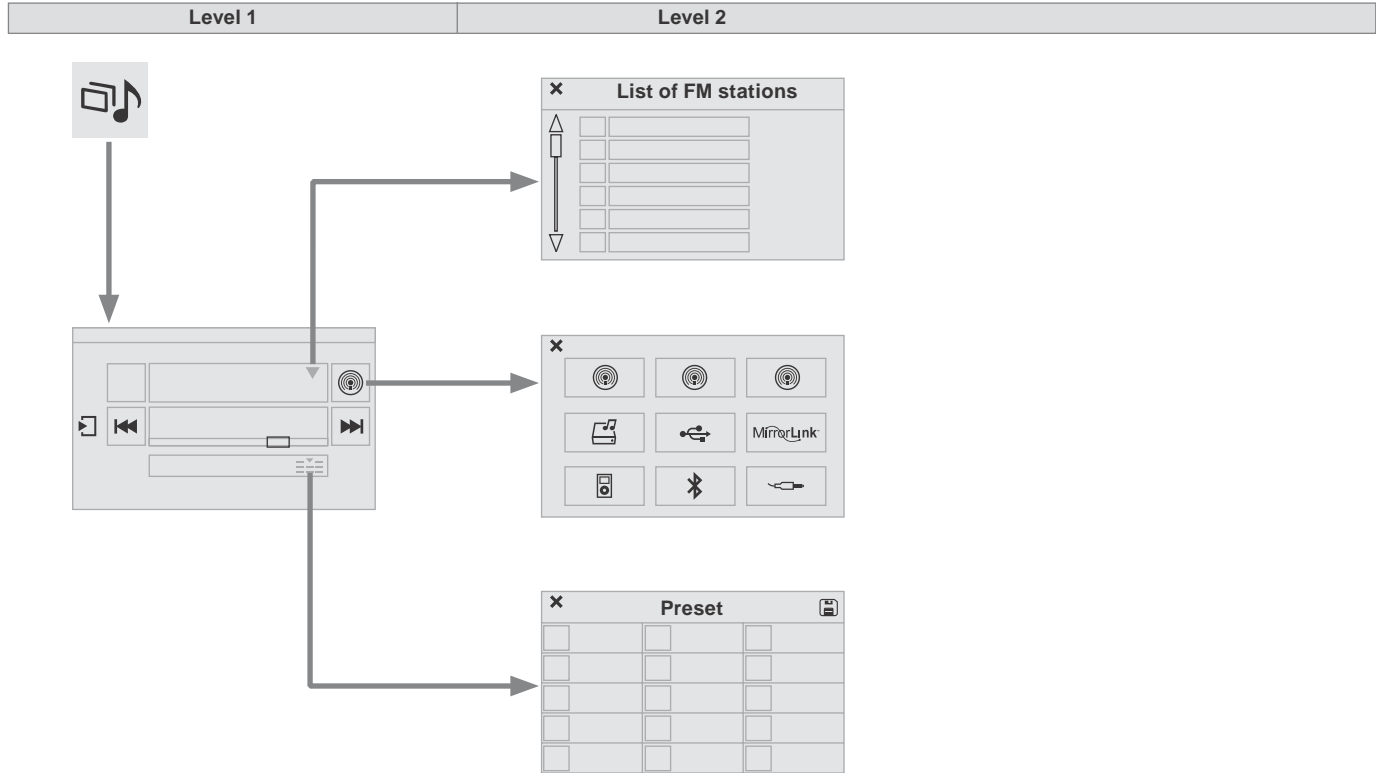 Level 1
Level 2
List of FM stations
MirrorLink
Preset